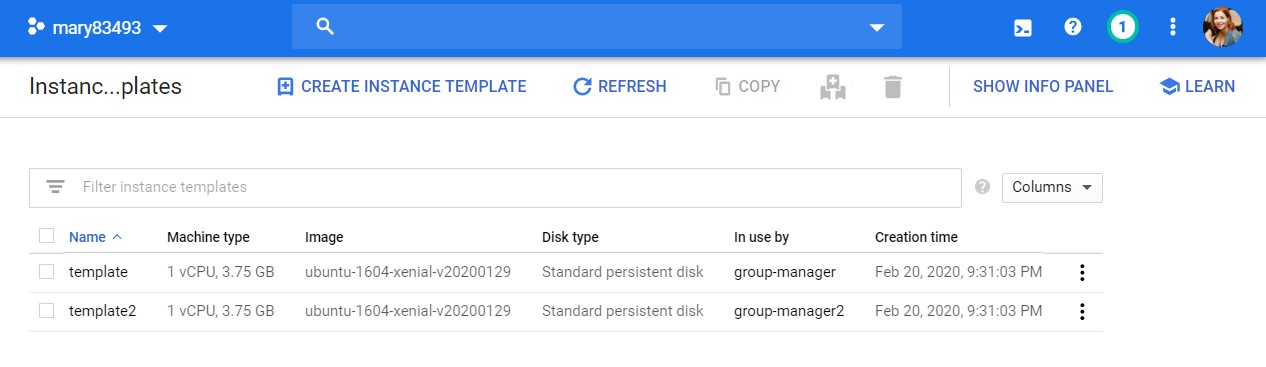 mary83493
1
Instanc...plates
CREATE INSTANCE TEMPLATE
REFRESH
COPY
SHOW INFO PANEL
LEARN
Filter instance templates
Columns
Name Machine type Image Disk type In use by Creation time
template 1 vCPU, 3.75 GB ubuntu-1604-xenial-v20200129 Standard persistent disk group-manager Feb 20, 2020, 9:31:03 PM
template2 1 vCPU, 3.75 GB ubuntu-1604-xenial-v20200129 Standard persistent disk group-manager2 Feb 20, 2020, 9:31:03 PM